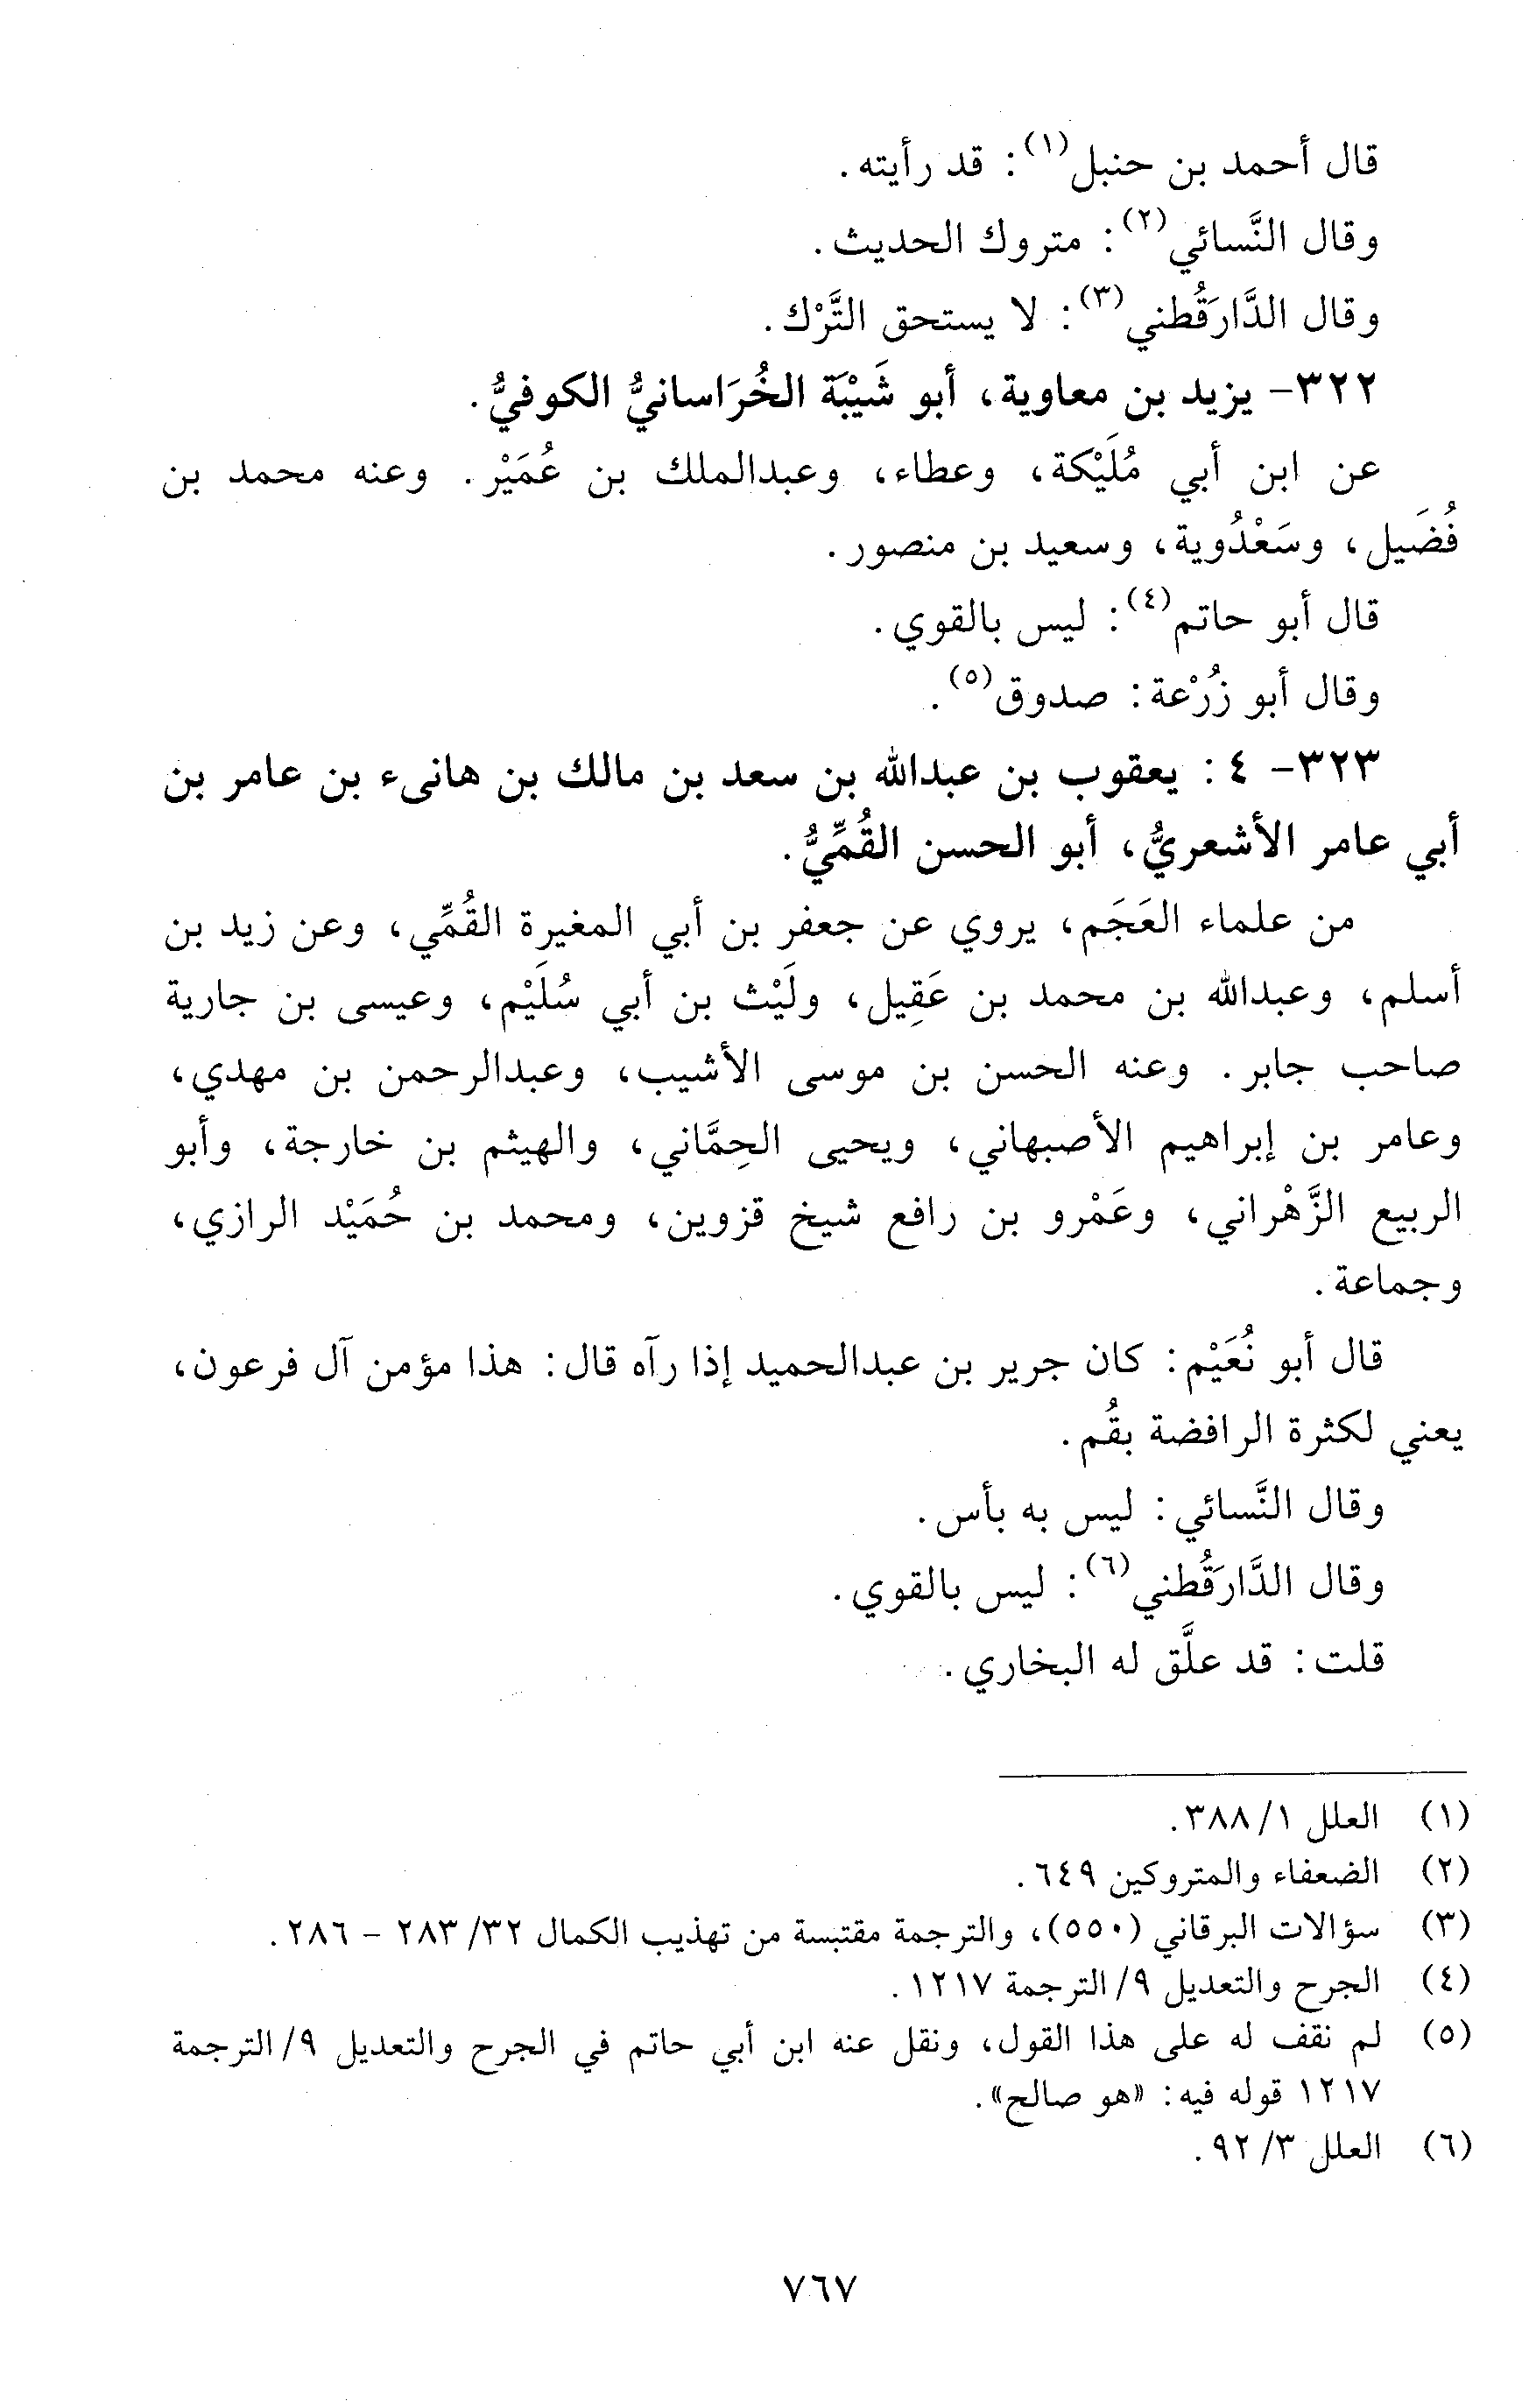 قال أحمد بن حنبل(١): قد رأيته.
وقال النَّسائي(٢): متروك الحديث.
وقال الدَّارَقُطني(٣): لا يستحق التَّرْك.
٣٢٢- يزيد بن معاوية، أبو شَيْبَة الخُرَاسانيُّ الكوفيُّ.
عن ابن أبي مُلَيْكة، وعطاء، وعبدالملك بن عُمَيْر. وعنه محمد بن
فُضَيل، وسَعْدُوية، وسعيد بن منصور.
قال أبو حاتم(٤): ليس بالقوي.
وقال أبو زُرْعة: صدوق(٥).
٣٢٣- ٤: يعقوب بن عبدالله بن سعد بن مالك بن هانىء بن عامر بن
أبي عامر الأشعريُّ، أبو الحسن القُمِّيُّ.
من علماء العَجَم، يروي عن جعفر بن أبي المغيرة القُمِّي، وعن زيد بن
أسلم، وعبدالله بن محمد بن عَقِيل، ولَيْث بن أبي سُلَيْم، وعيسى بن جارية
صاحب جابر. وعنه الحسن بن موسى الأشيب، وعبدالرحمن بن مهدي،
وعامر بن إبراهيم الأصبهاني، ويحيى الحِمَّاني، والهيثم بن خارجة، وأبو
الربيع الزَّهْراني، وعَمْرو بن رافع شيخ قزوين، ومحمد بن حُمَيْد الرازي،
وجماعة.
قال أبو نُعَيْم: كان جرير بن عبدالحميد إذا رآه قال: هذا مؤمن آل فرعون،
يعني لكثرة الرافضة بقُم.
وقال النَّسائي: ليس به بأس.
وقال الدَّارَقُطني(٦): ليس بالقوي.
قلت: قد علَّق له البخاري.
(١) العلل ١/ ٣٨٨.
(٢) الضعفاء والمتروكين ٦٤٩.
(٣) سؤالات البرقاني (٥٥٠)، والترجمة مقتبسة من تهذيب الكمال ٣٢/ ٢٨٣ - ٢٨٦.
(٤) الجرح والتعديل ٩/ الترجمة ١٢١٧.
(٥) لم نقف له على هذا القول، ونقل عنه ابن أبي حاتم في الجرح والتعديل ٩/ الترجمة
١٢١٧ قوله فيه: «هو صالح».
(٦) العلل ٣/ ٩٢.
٧٦٧